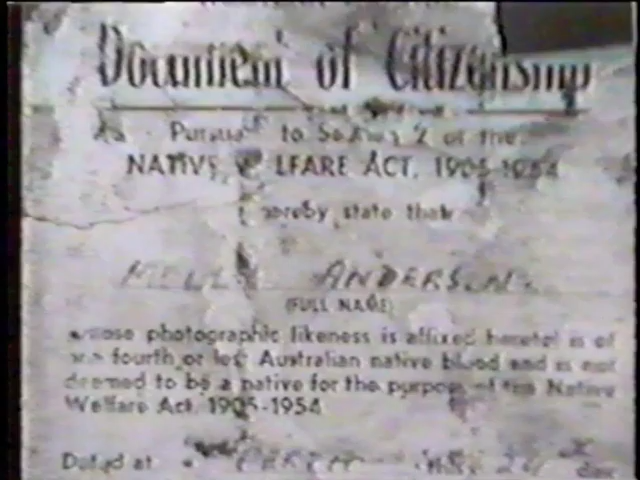 Document of Citizenship
Pursuant to Section 2 of the
NATIVE WELFARE ACT, 1905-1954
hereby state that
ANDERSON
(FULL NAME)
whose photographic likeness is affixed hereto is of
fourth or less Australian native blood and is not
deemed to be a native for the purpose of the Native
Welfare Act. 1905-1954
Dated at PERTH